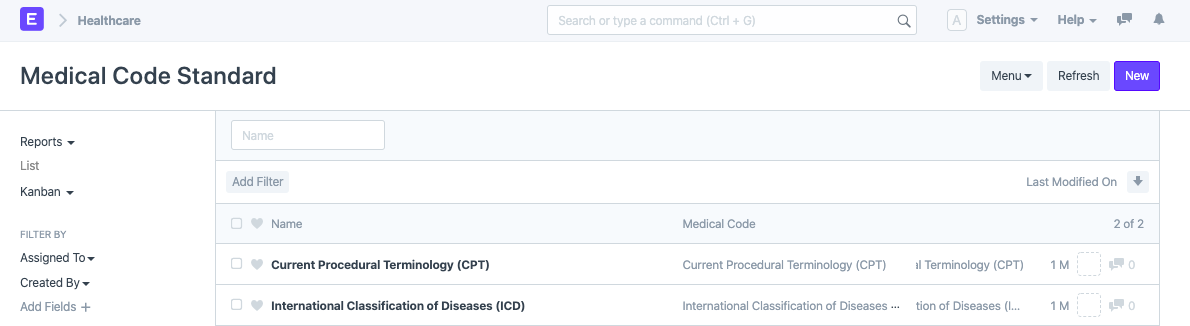 E Healthcare Search or type a command (Ctrl + G) A Settings Help
Medical Code Standard Menu Refresh New
Reports
List
Kanban
FILTER BY
Assigned To
Created By
Add Fields +
Name
Add Filter Last Modified On
Name Medical Code 2 of 2
Current Procedural Terminology (CPT) Current Procedural Terminology (CPT) al Terminology (CPT) 1 M 0
International Classification of Diseases (ICD) International Classification of Diseases ... tion of Diseases (I... 1 M 0